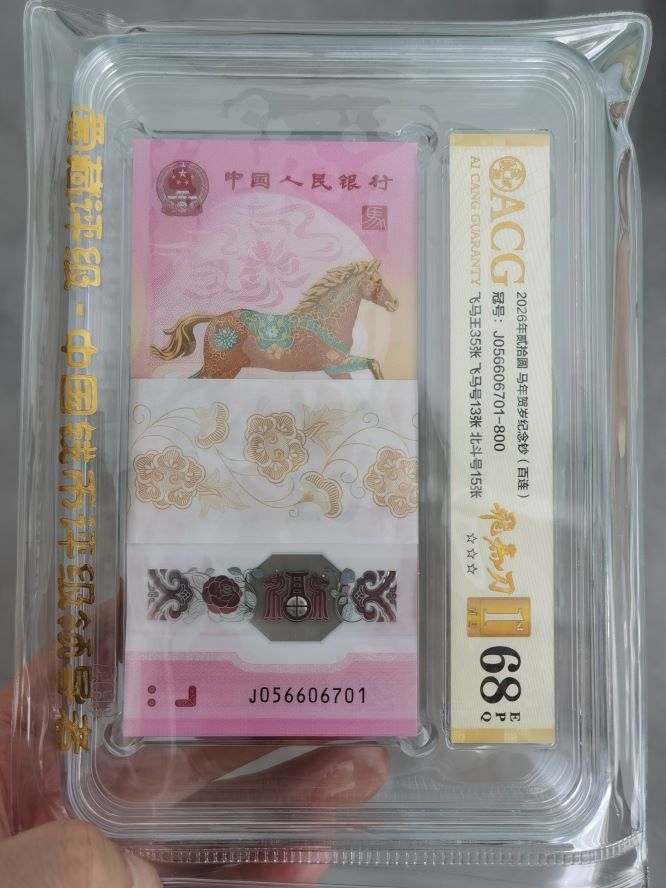 爱藏评级-中国钱币评级领导者
中国人民银行
馬
J056606701
ACG
AI CANG GUARANTY
2026年贰拾圆 马年贺岁纪念钞（百连）
冠号：J056606701-800
飞马王35张 飞马号13张 北斗号15张
☆☆☆
1st
68 EPQ